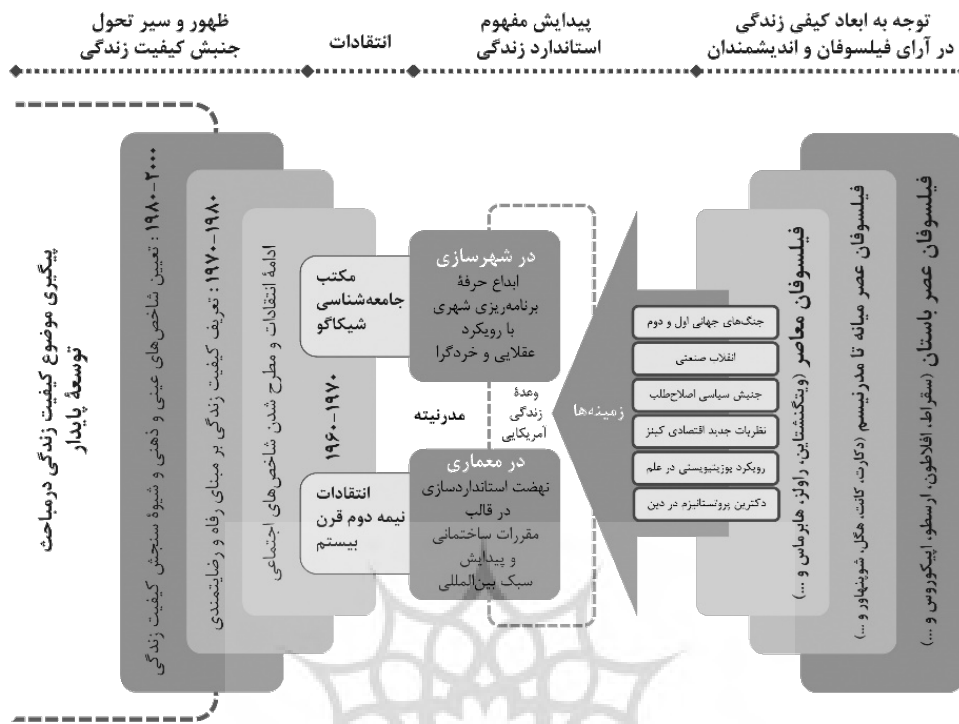 توجه به ابعاد کیفی زندگی
در آرای فیلسوفان و اندیشمندان
پیدایش مفهوم
استاندارد زندگی
انتقادات
ظهور و سیر تحول
جنبش کیفیت زندگی
فیلسوفان عصر باستان (سقراط، افلاطون، ارسطو، اپیکوروس و ...)
فیلسوفان عصر میانه تا مدرنیسم (دکارت، کانت، هگل، شوپنهاور و ...)
فیلسوفان معاصر (ویتگنشتاین، راولز، هابرماس و ...)
زمینه‌ها
جنگ‌های جهانی اول و دوم
انقلاب صنعتی
جنبش سیاسی اصلاح‌طلب
نظریات جدید اقتصادی کینز
رویکرد پوزیتیویستی در علم
دکترین پروتستانیزم در دین
در شهرسازی
ابداع حرفهٔ
برنامه‌ریزی شهری
با رویکرد
عقلایی و خردگرا
وعدهٔ
زندگی
آمریکایی
مدرنیته
در معماری
نهضت استانداردسازی
در قالب
مقررات ساختمانی
و پیدایش
سبک بین‌المللی
مکتب
جامعه‌شناسی
شیکاگو
انتقادات
نیمه دوم قرن
بیستم
۱۹۶۰-۱۹۷۰
ادامهٔ انتقادات و مطرح شدن شاخص‌های اجتماعی
۱۹۷۰-۱۹۸۰ : تعریف کیفیت زندگی بر مبنای رفاه و رضایتمندی
۱۹۸۰-۲۰۰۰ : تعیین شاخص‌های عینی و ذهنی و شیوهٔ سنجش کیفیت زندگی
پیگیری موضوع کیفیت زندگی درمباحث
توسعهٔ پایدار